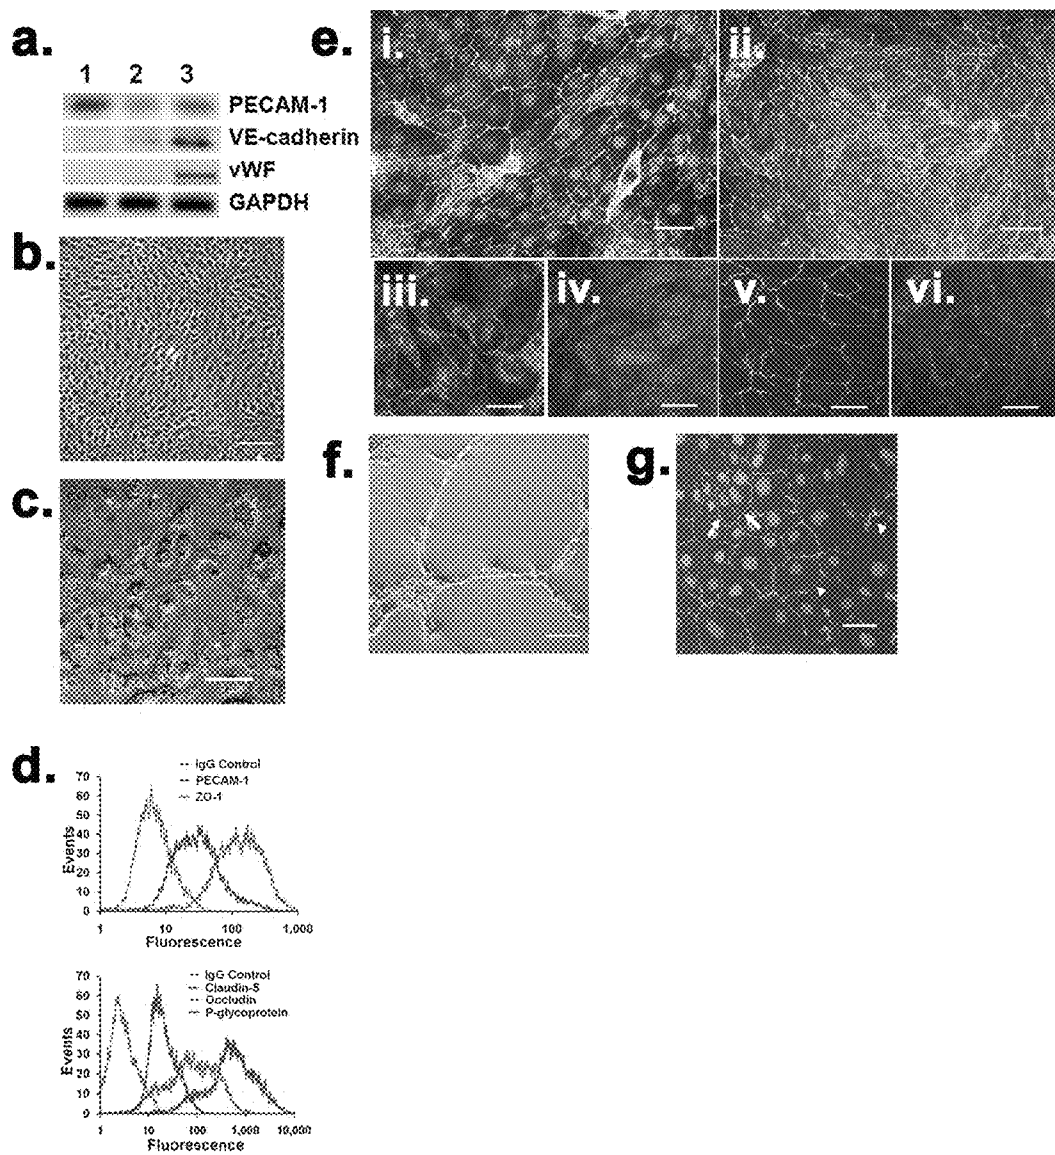 a.
1 2 3
PECAM-1
VE-cadherin
vWF
GAPDH
b.
c.
d.
IgG Control
PECAM-1
ZO-1
70
60
50
40
30
20
10
0
Events
1 10 100 1,000
Fluorescence
IgG Control
Claudin-5
Occludin
P-glycoprotein
70
60
50
40
30
20
10
0
Events
1 10 100 1,000 10,000
Fluorescence
e.
i. ii.
iii. iv. v. vi.
f.
g.